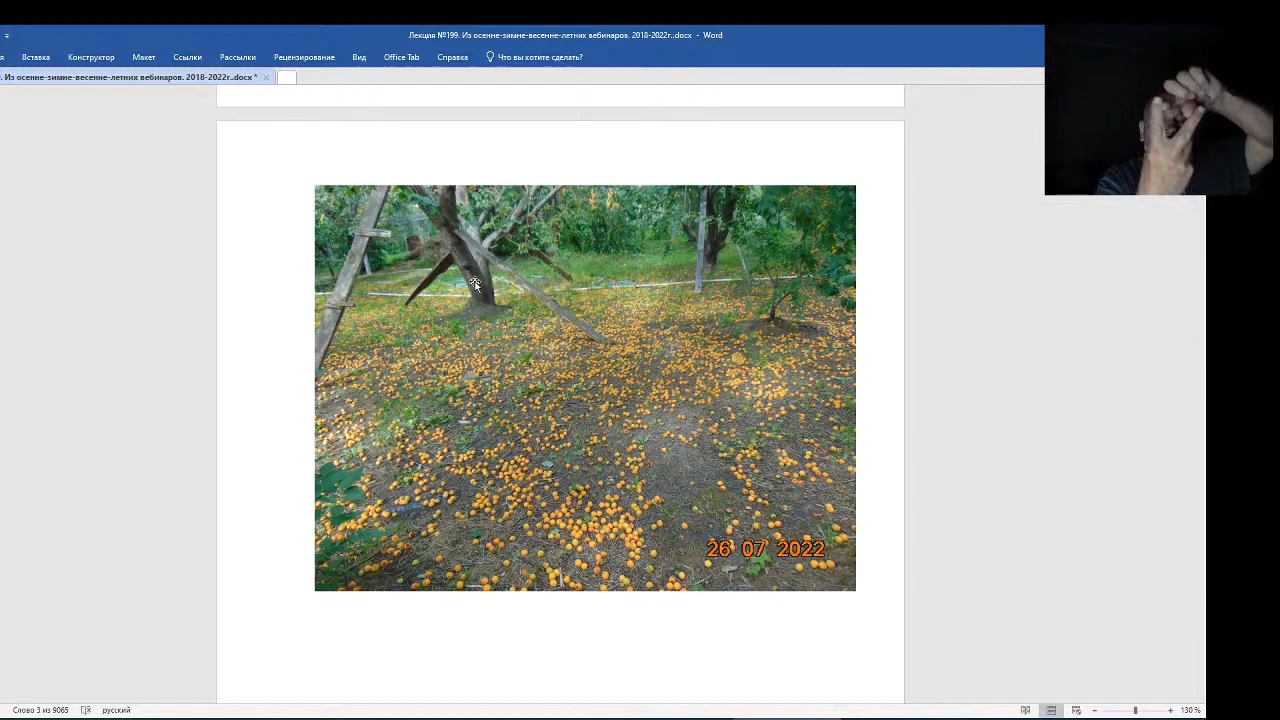 Лекция №199. Из осенне-зимне-весенне-летних вебинаров. 2018-2022г..docx - Word
я Вставка Конструктор Макет Ссылки Рассылки Рецензирование Вид Office Tab Справка Что вы хотите сделать?
. Из осенне-зимне-весенне-летних вебинаров. 2018-2022г..docx *
26 07 2022
Слово 3 из 9065 русский 130 %